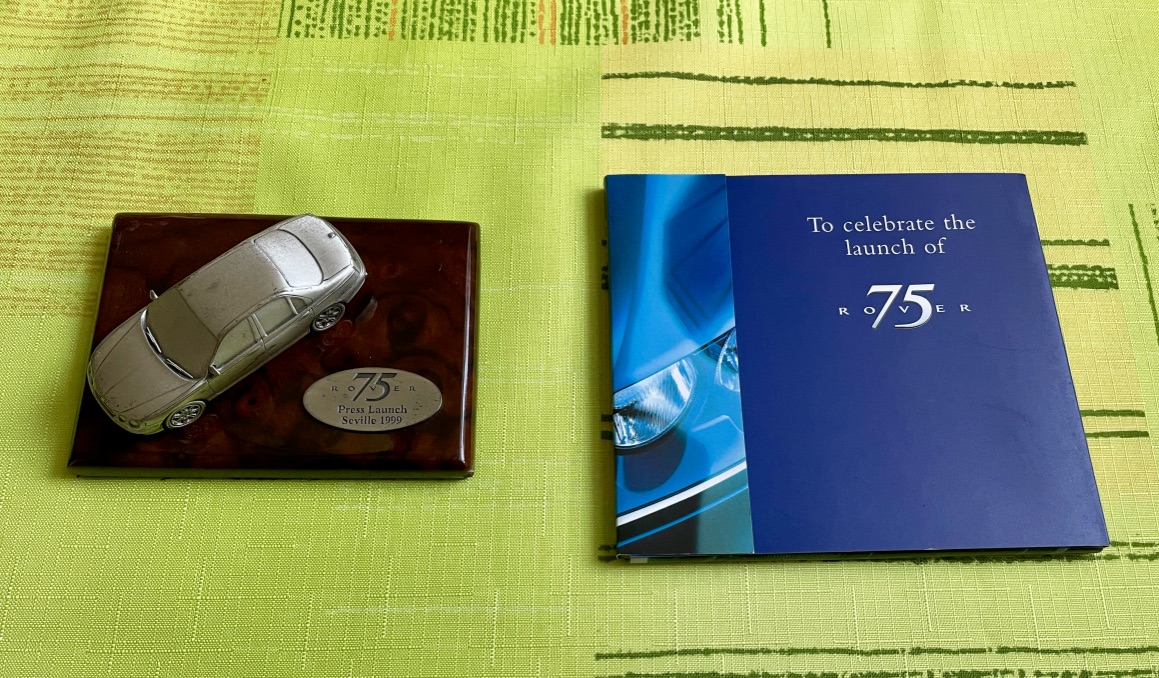 ROVER 75
Press Launch
Seville 1999
To celebrate the
launch of
ROVER 75